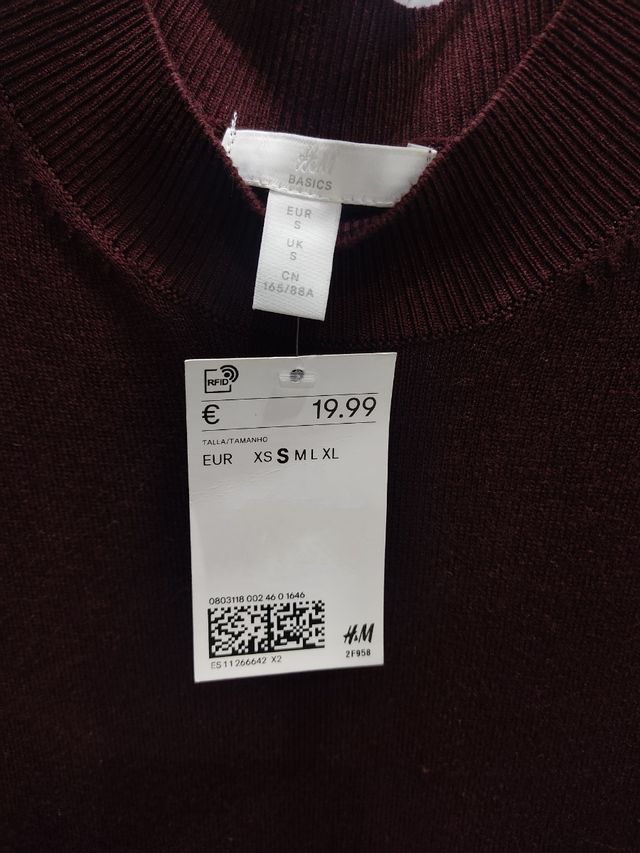 H&M
BASICS
EUR
S
UK
S
CN
165/88A
RFID
€ 19.99
TALLA/TAMANHO
EUR XS S M L XL
0803118 002 46 0 1646
H&M
ES 11 266642 X2
2F958